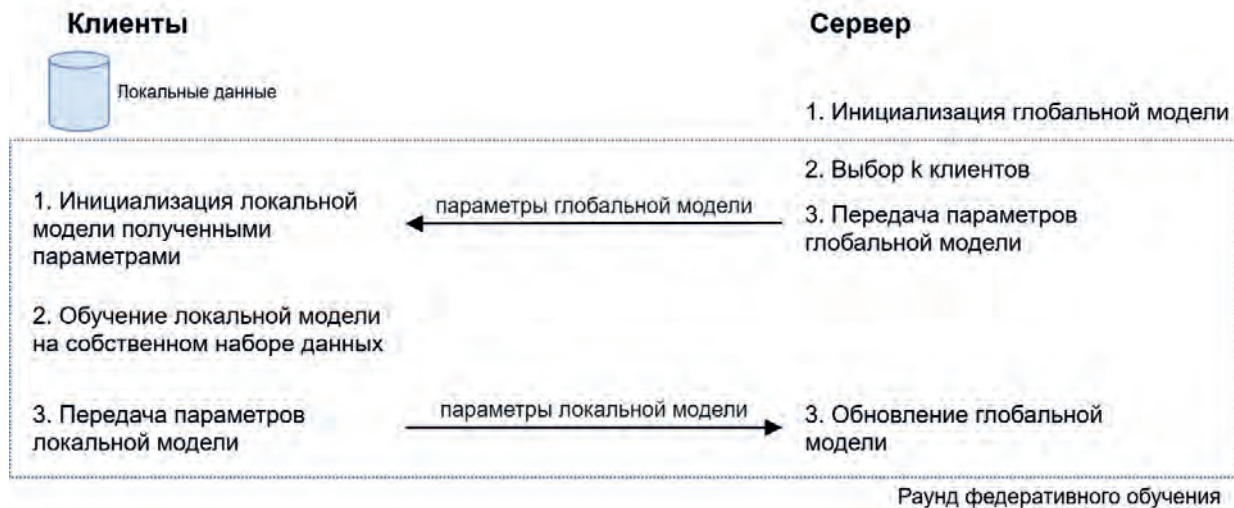 Клиенты
Сервер
Локальные данные
1. Инициализация глобальной модели
2. Выбор k клиентов
1. Инициализация локальной
модели полученными
параметрами
параметры глобальной модели
3. Передача параметров
глобальной модели
2. Обучение локальной модели
на собственном наборе данных
3. Передача параметров
локальной модели
параметры локальной модели
3. Обновление глобальной
модели
Раунд федеративного обучения